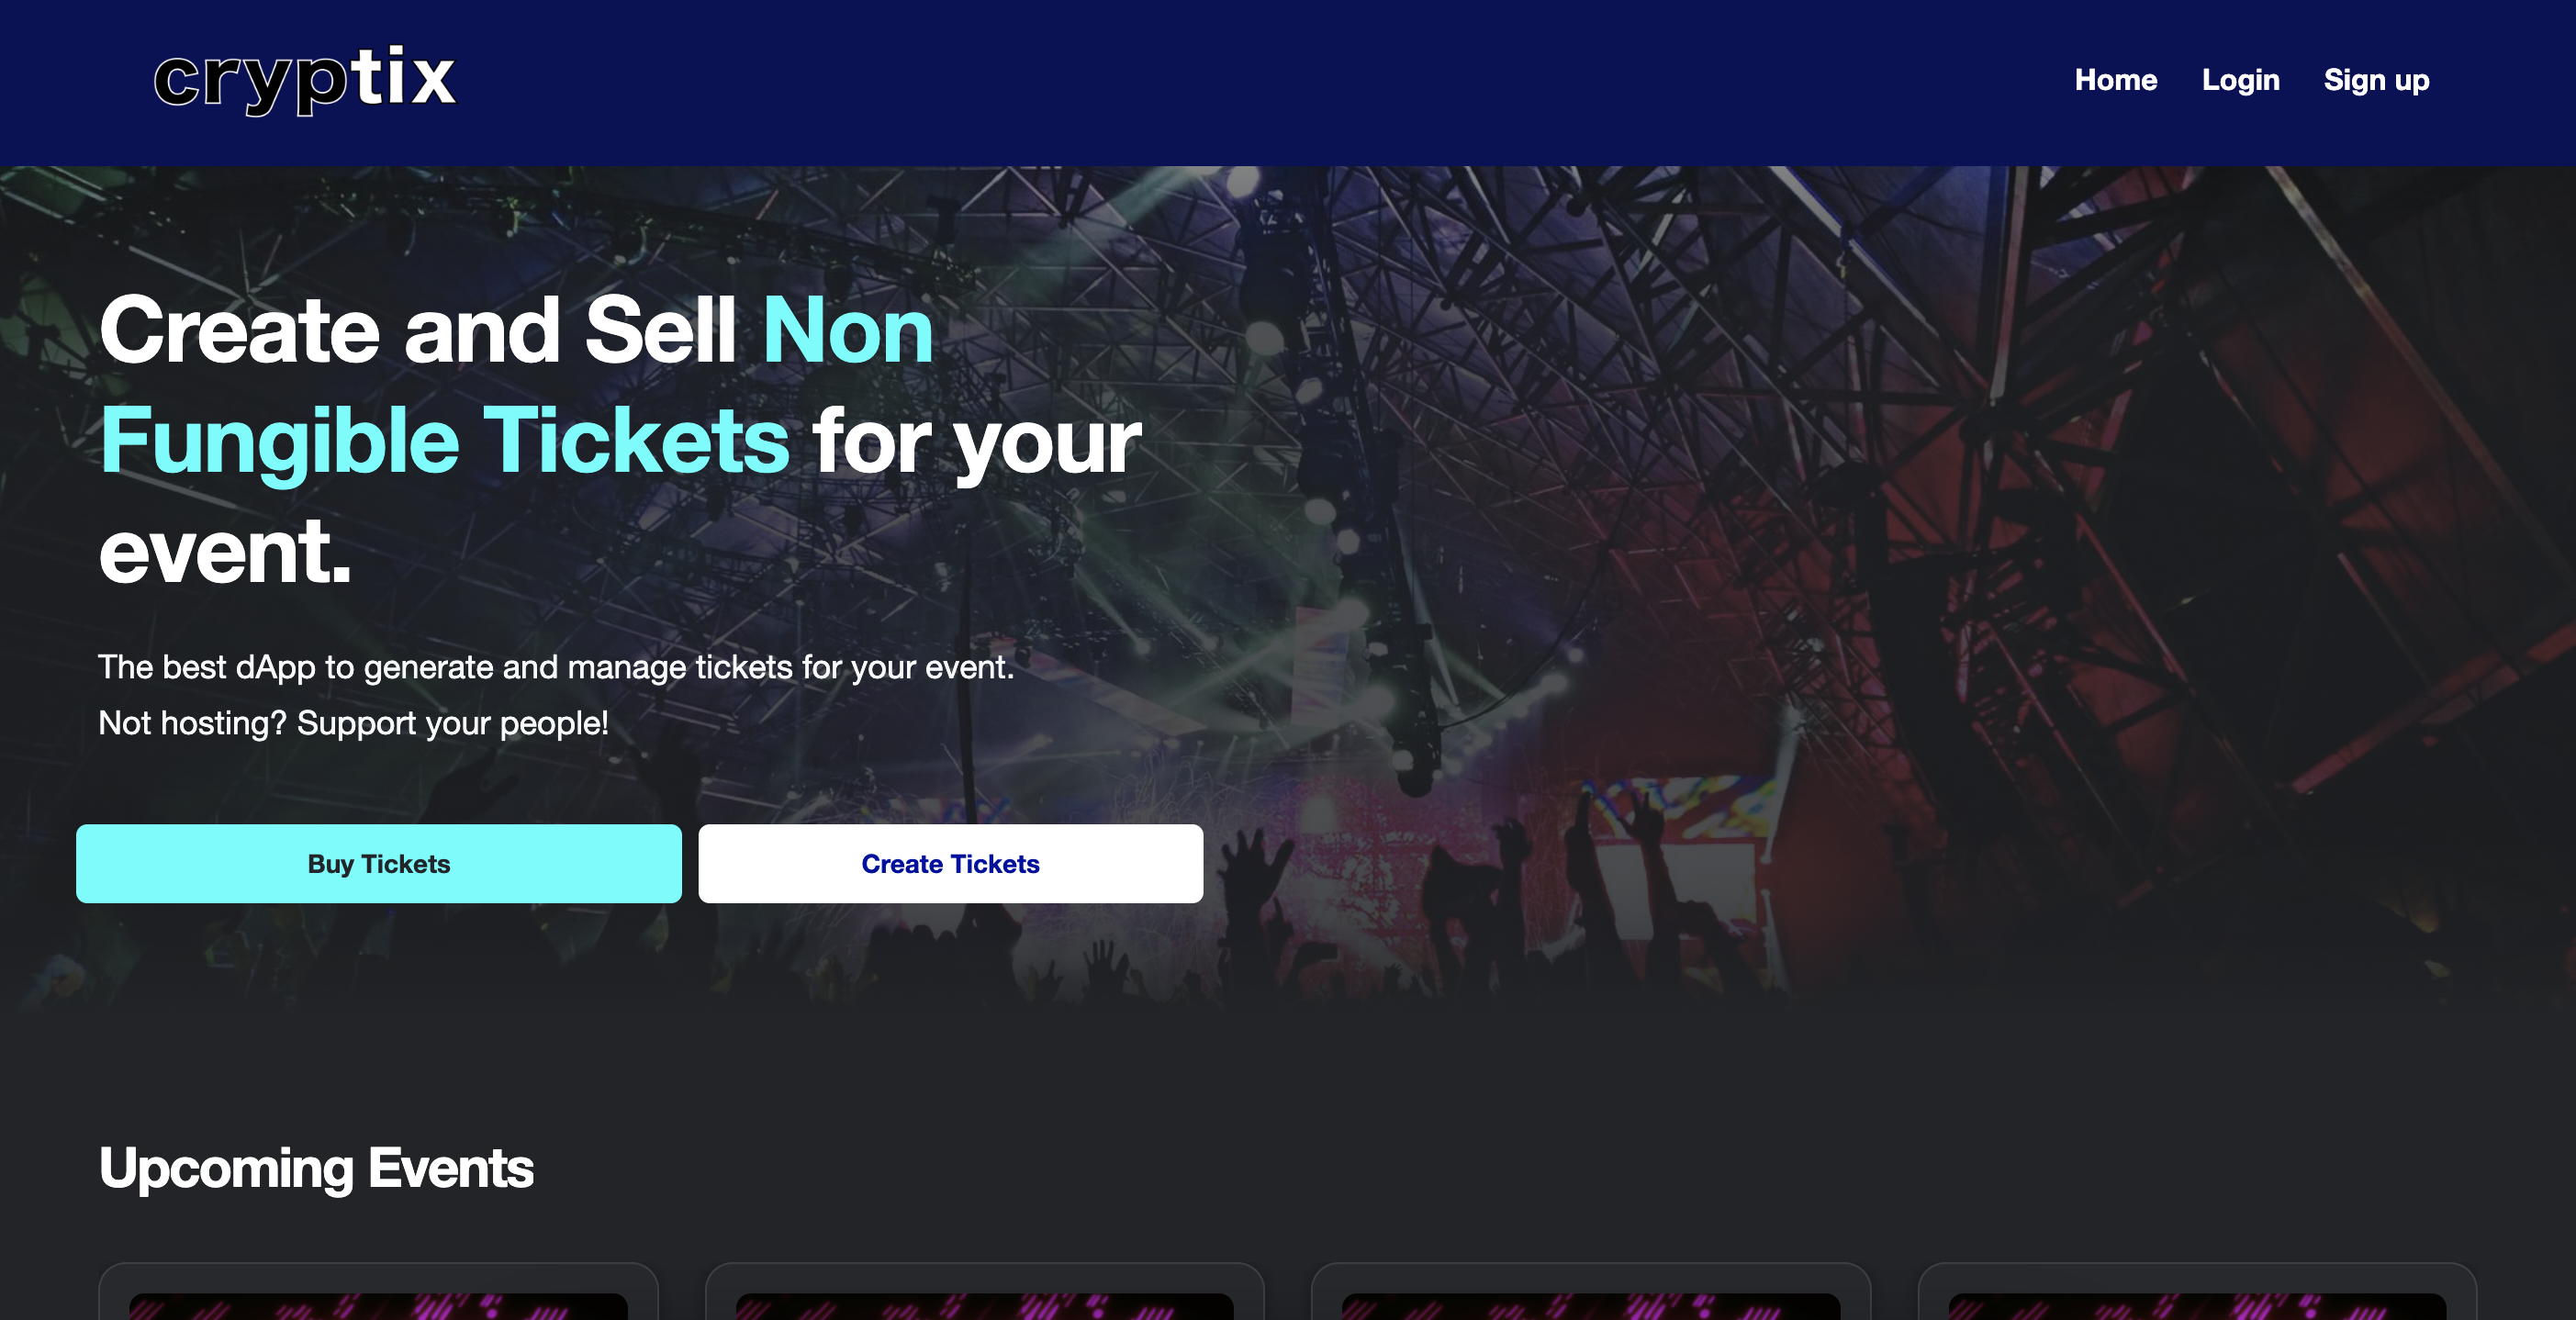 cryptix
Home
Login
Sign up
Create and Sell Non
Fungible Tickets for your
event.
The best dApp to generate and manage tickets for your event.
Not hosting? Support your people!
Buy Tickets
Create Tickets
Upcoming Events